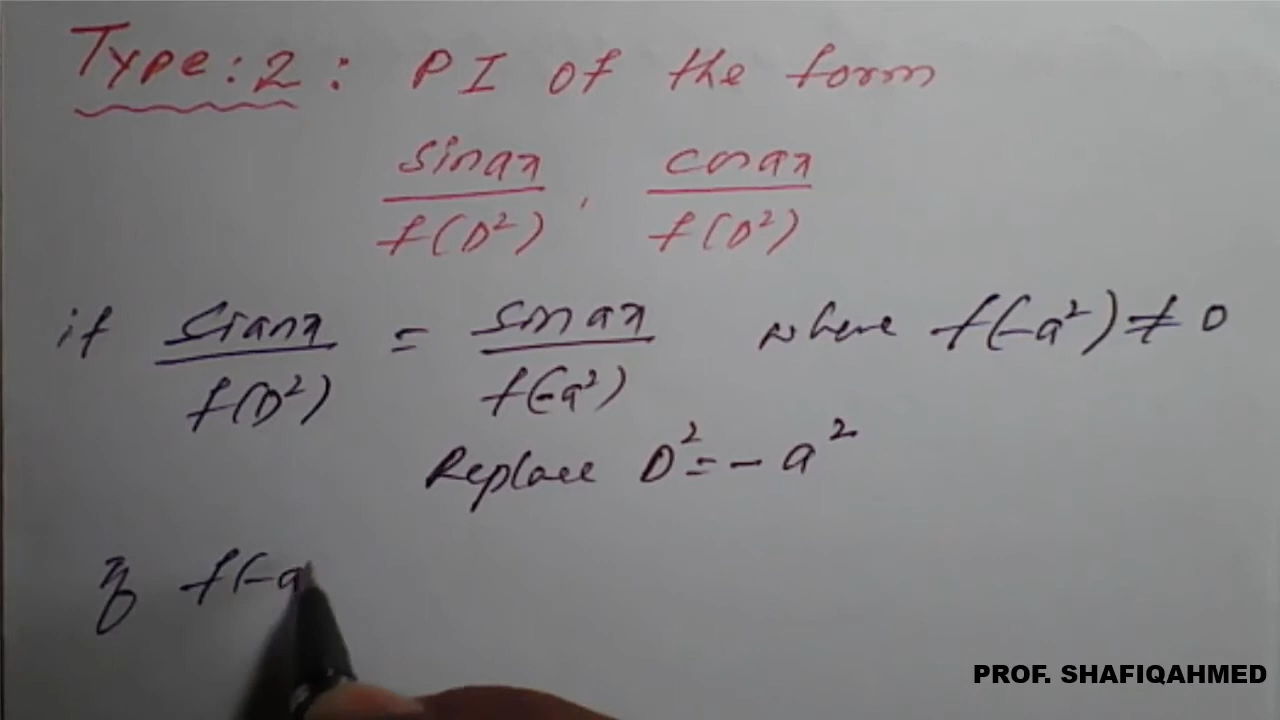 Type: 2 : PI of the form
sinax / f(D²) , cosax / f(D²)
if sianx / f(D²) = sinax / f(-a²) where f(-a²) ≠ 0
Replace D² = - a²
If f(-a
PROF. SHAFIQAHMED